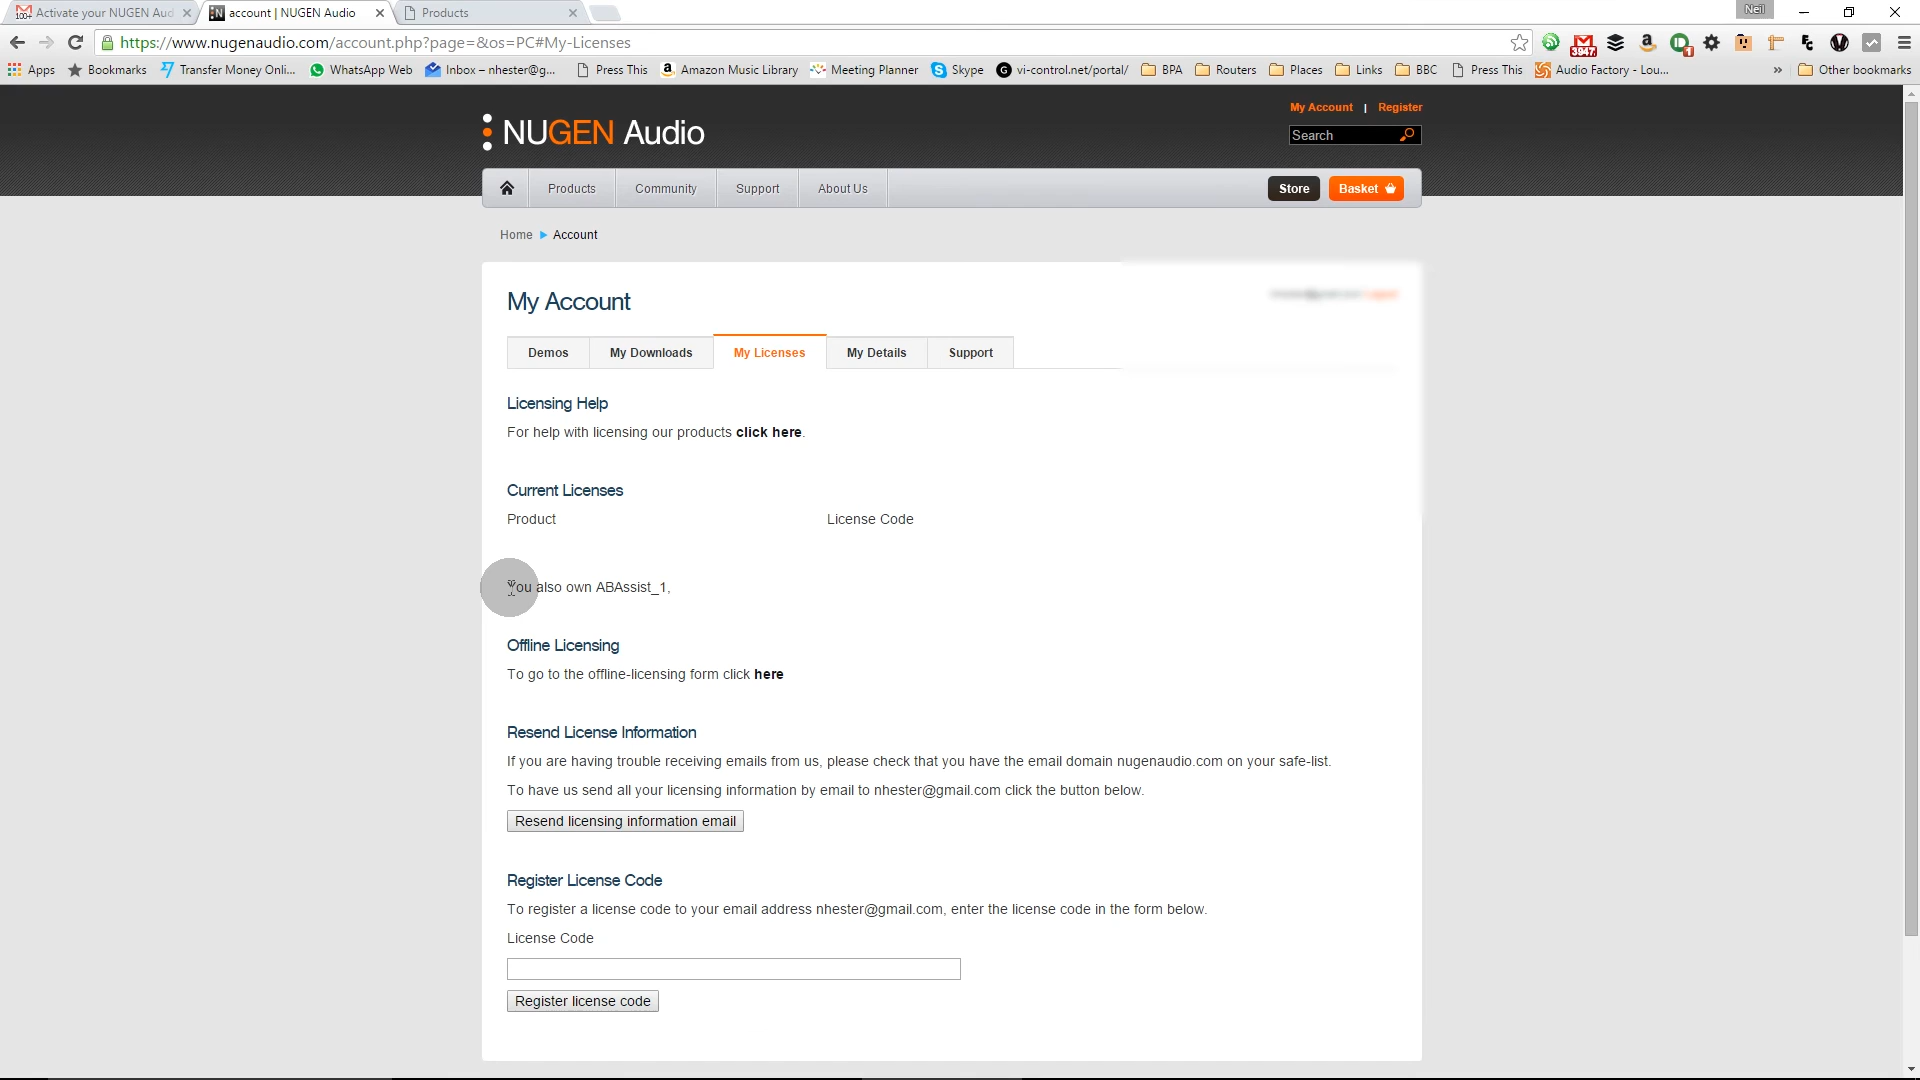 Activate your NUGEN Aud
account | NUGEN Audio
Products
Neil
https://www.nugenaudio.com/account.php?page=&os=PC#My-Licenses
3947
1
Apps
Bookmarks
Transfer Money Onli...
WhatsApp Web
Inbox – nhester@g...
Press This
Amazon Music Library
Meeting Planner
Skype
vi-control.net/portal/
BPA
Routers
Places
Links
BBC
Press This
Audio Factory - Lou...
»
Other bookmarks
My Account | Register
NUGEN Audio
Search
Products
Community
Support
About Us
Store
Basket
Home
Account
My Account
Demos
My Downloads
My Licenses
My Details
Support
Licensing Help
For help with licensing our products click here.
Current Licenses
Product
License Code
You also own ABAssist_1,
Offline Licensing
To go to the offline-licensing form click here
Resend License Information
If you are having trouble receiving emails from us, please check that you have the email domain nugenaudio.com on your safe-list.
To have us send all your licensing information by email to nhester@gmail.com click the button below.
Resend licensing information email
Register License Code
To register a license code to your email address nhester@gmail.com, enter the license code in the form below.
License Code
Register license code